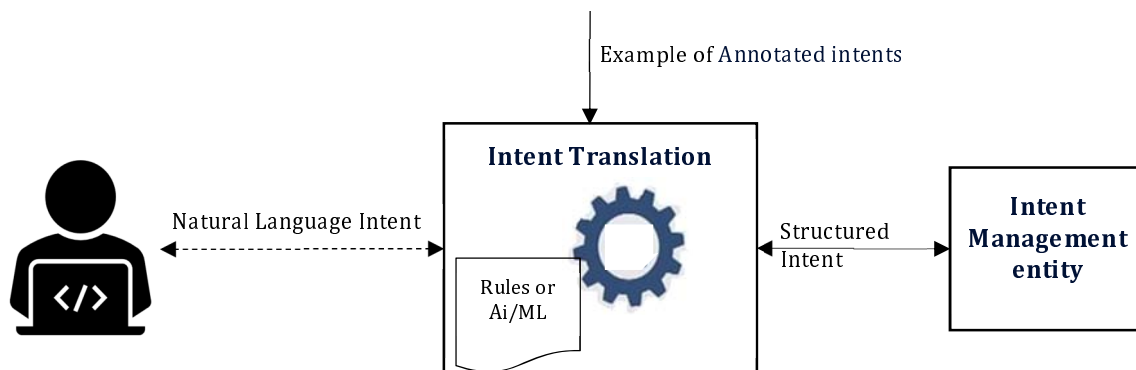 Example of Annotated intents
Intent Translation
Natural Language Intent
Structured
Intent
Intent
Management
entity
Rules or
Ai/ML
</>